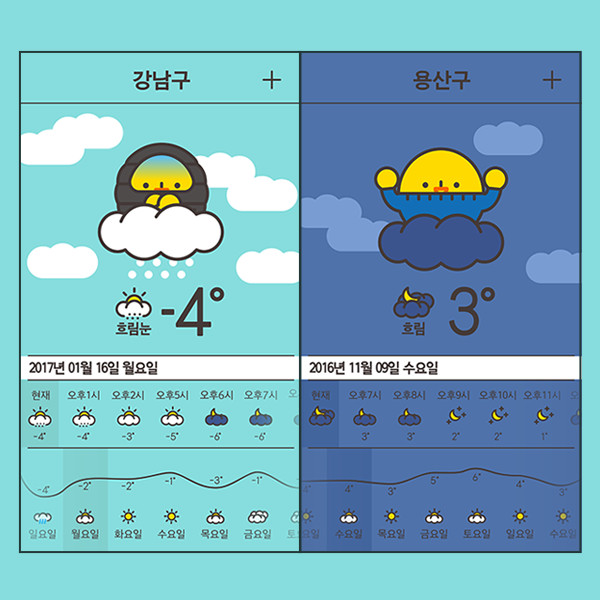 강남구 +
용산구 +
흐림눈 -4°
흐림 3°
2017년 01월 16일 월요일
2016년 11월 09일 수요일
현재 오후1시 오후2시 오후5시 오후6시 오후7시
-4° -4° -3° -5° -6° -6°
현재 오후7시 오후8시 오후9시 오후10시 오후11시
3° 3° 2° 2° 1°
-4° -2° -2° -1° -3° -1°
4° 3° 5° 6° 4° 3°
일요일 월요일 화요일 수요일 목요일 금요일
수요일 목요일 금요일 토요일 일요일 수요일